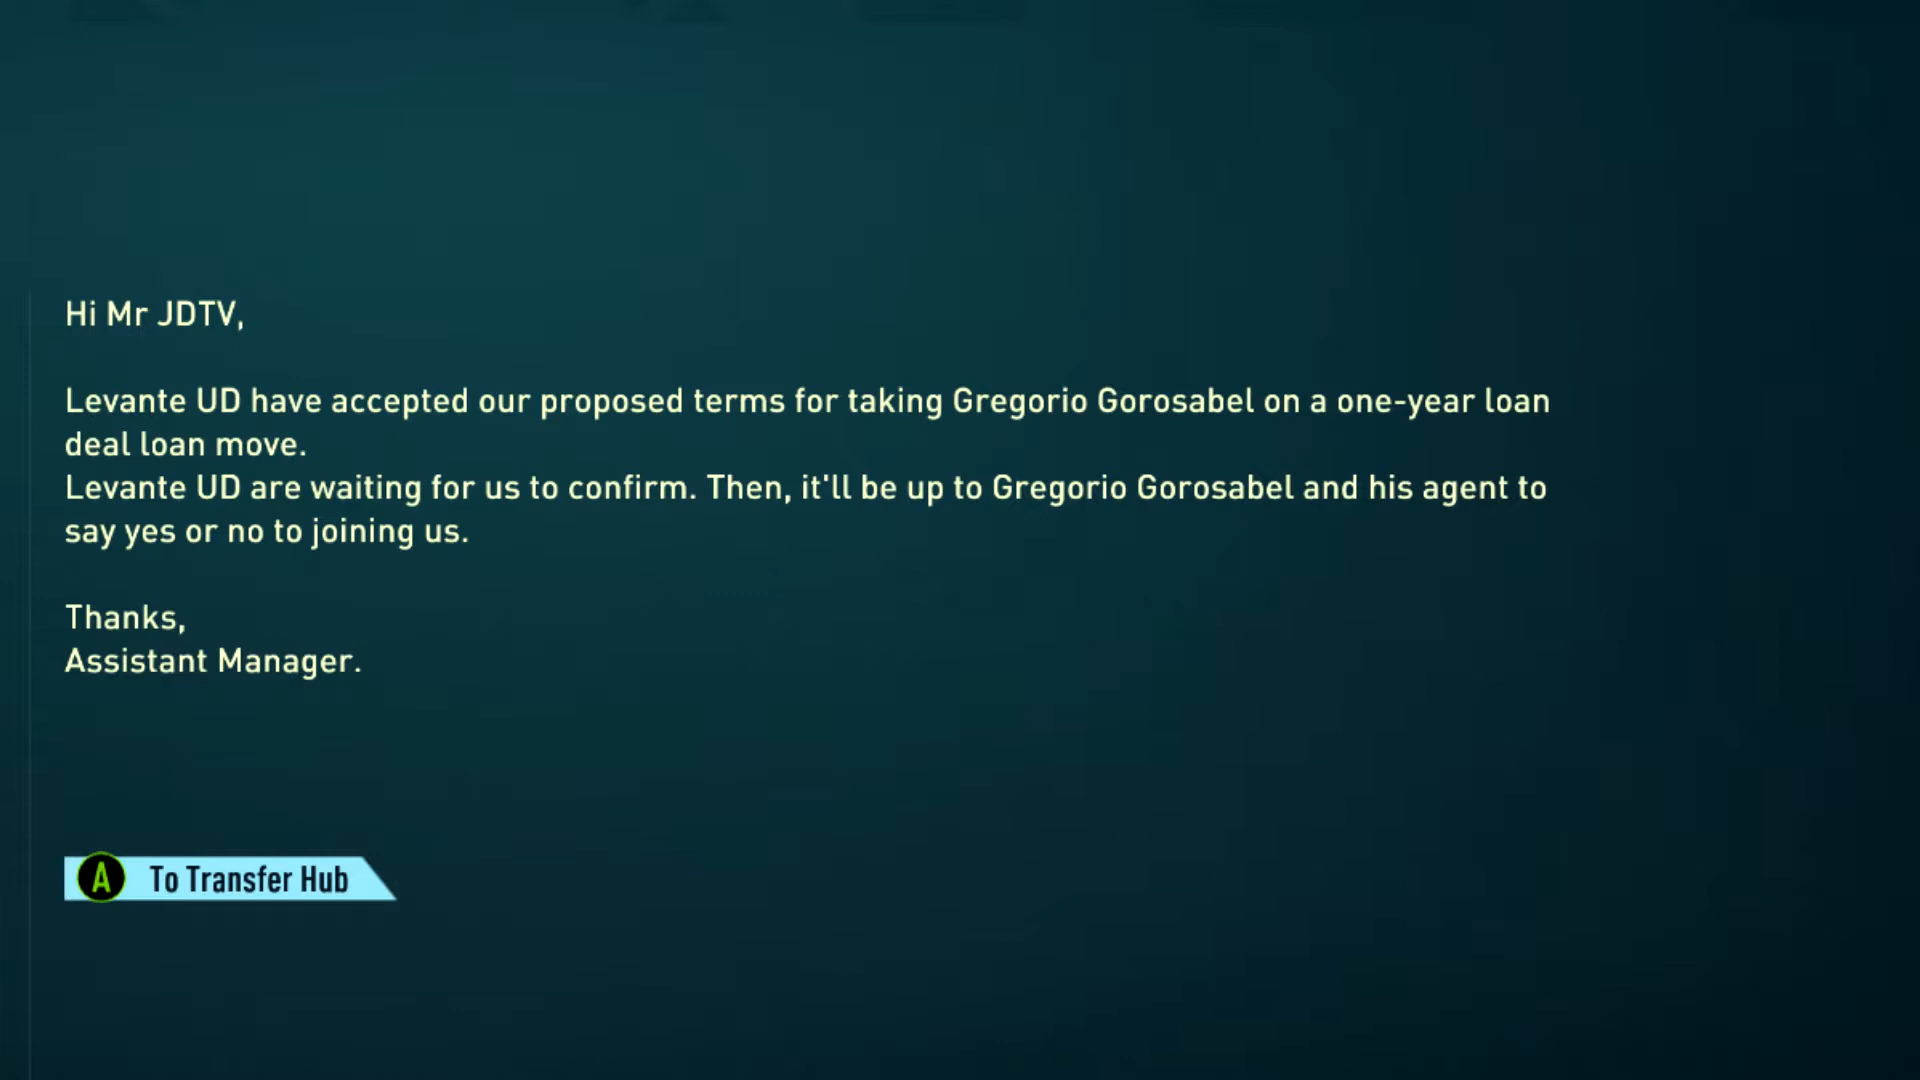 Hi Mr JDTV,
Levante UD have accepted our proposed terms for taking Gregorio Gorosabel on a one-year loan
deal loan move.
Levante UD are waiting for us to confirm. Then, it'll be up to Gregorio Gorosabel and his agent to
say yes or no to joining us.
Thanks,
Assistant Manager.
A To Transfer Hub